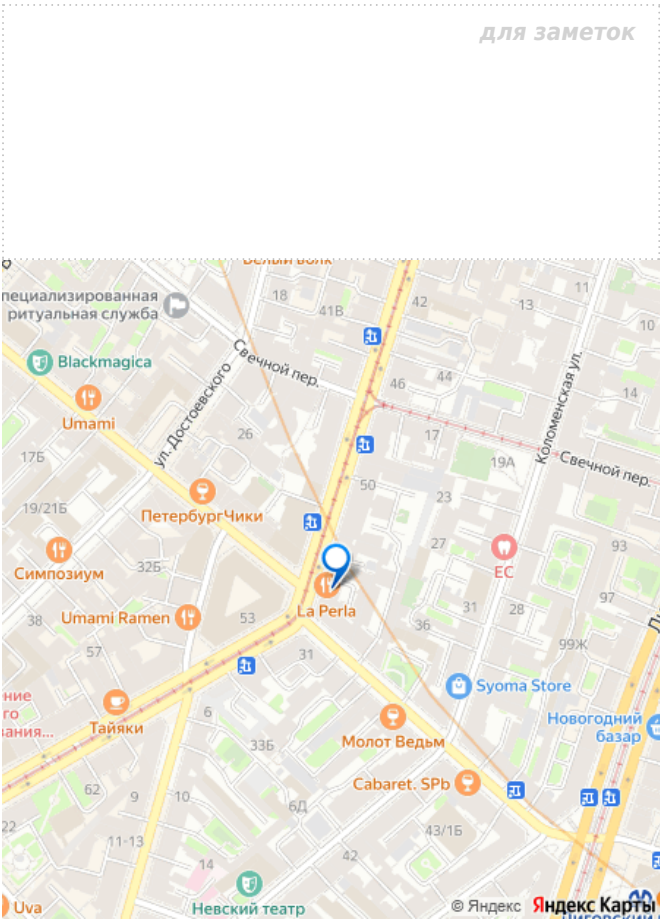 для заметок
Белый волк
18
41В
42
11
13
10
пециализированная
ритуальная служба
Blackmagica
Свечной пер.
ул. Достоевского
Umami
46
44
14
Коломенская ул.
26
17
17Б
19А
Свечной пер.
50
19/21Б
23
ПетербургЧики
27
93
ЕС
Симпозиум
32Б
97
La Perla
Umami Ramen
38
53
31
28
36
57
31
99Ж
ние
го
вания...
Syoma Store
Тайяки
6
33Б
Новогодний
базар
Молот Ведьм
62
9
10
6Д
Cabaret. SPb
22
11-13
43/1Б
14
42
Uva
Невский театр
© Яндекс Яндекс Карты